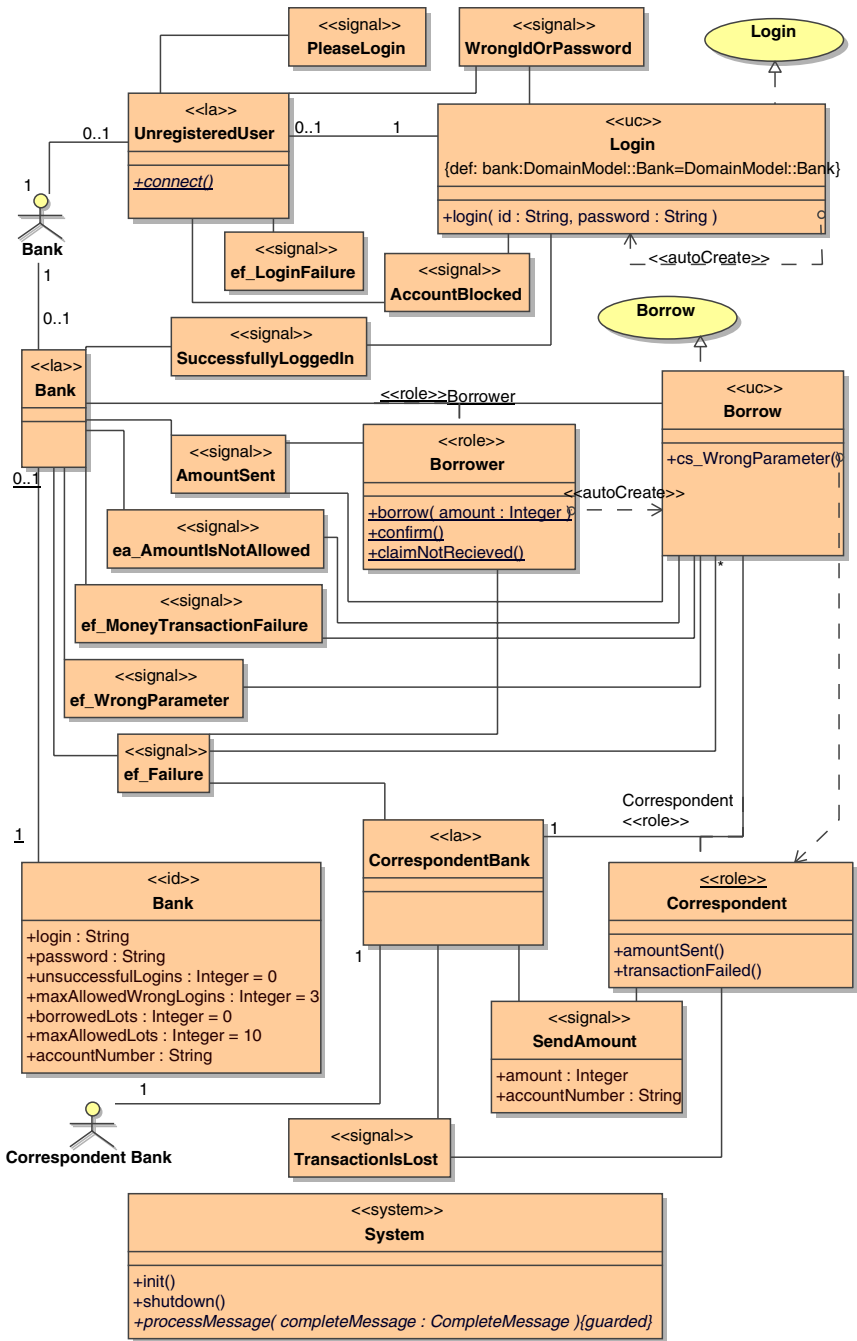 <<signal>>
PleaseLogin
<<signal>>
WrongIdOrPassword
Login
<<la>>
UnregisteredUser
+connect()
0..1
0..1
1
<<uc>>
Login
{def: bank:DomainModel::Bank=DomainModel::Bank}
+login( id : String, password : String )
1
Bank
1
0..1
<<signal>>
ef_LoginFailure
<<signal>>
AccountBlocked
<<autoCreate>>
<<signal>>
SuccessfullyLoggedIn
Borrow
<<la>>
Bank
0..1
<<role>>Borrower
<<uc>>
Borrow
+cs_WrongParameter()
<<signal>>
AmountSent
<<role>>
Borrower
+borrow( amount : Integer )
+confirm()
+claimNotRecieved()
<<autoCreate>>
<<signal>>
ea_AmountIsNotAllowed
*
<<signal>>
ef_MoneyTransactionFailure
<<signal>>
ef_WrongParameter
<<signal>>
ef_Failure
Correspondent
<<role>>
1
1
<<la>>
CorrespondentBank
1
<<id>>
Bank
+login : String
+password : String
+unsuccessfulLogins : Integer = 0
+maxAllowedWrongLogins : Integer = 3
+borrowedLots : Integer = 0
+maxAllowedLots : Integer = 10
+accountNumber : String
<<role>>
Correspondent
+amountSent()
+transactionFailed()
<<signal>>
SendAmount
+amount : Integer
+accountNumber : String
1
Correspondent Bank
<<signal>>
TransactionIsLost
<<system>>
System
+init()
+shutdown()
+processMessage( completeMessage : CompleteMessage ){guarded}